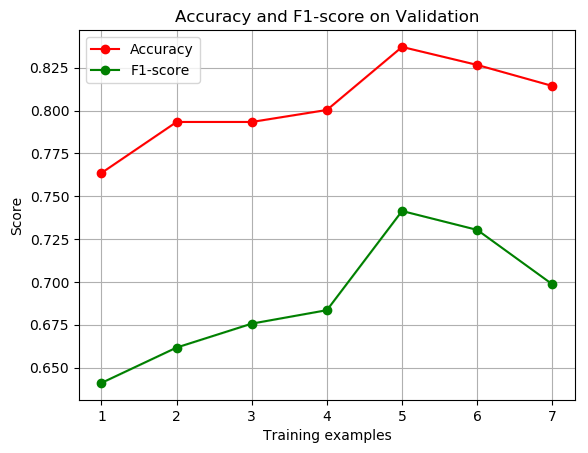 Accuracy and F1-score on Validation
Accuracy
F1-score
0.825
0.800
0.775
0.750
0.725
0.700
0.675
0.650
Score
1 2 3 4 5 6 7
Training examples